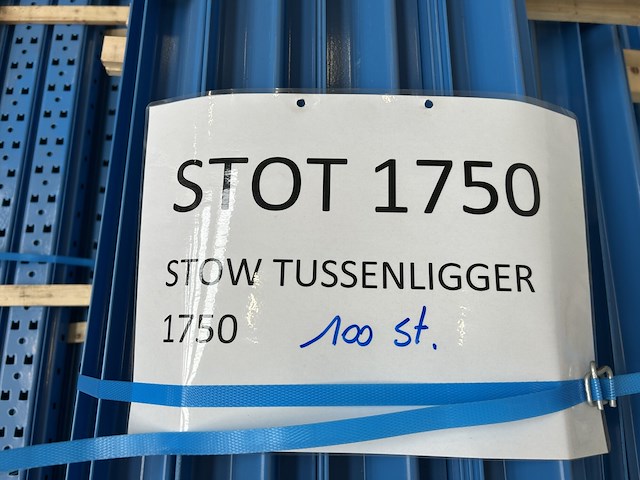 STOT 1750
STOW TUSSENLIGGER
1750 100 St.